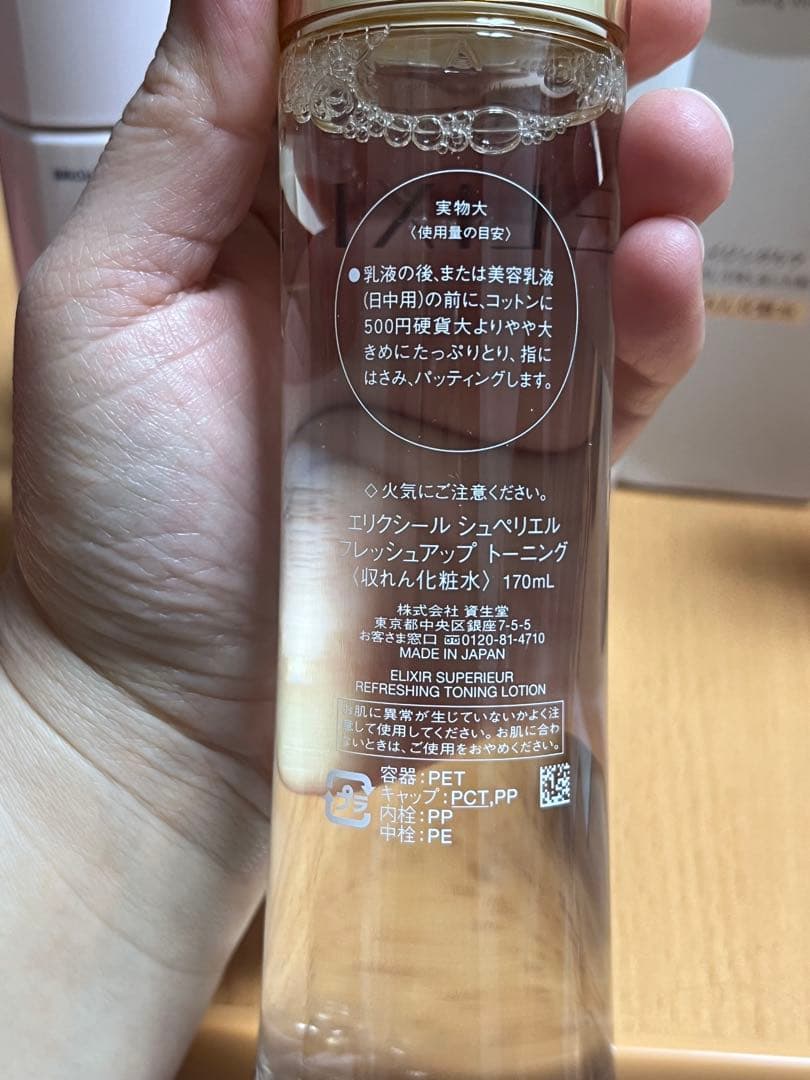 実物大
〈使用量の目安〉
●乳液の後、または美容乳液
(日中用)の前に、コットンに
500円硬貨大よりやや大
きめにたっぷりとり、指に
はさみ、パッティングします。
◇火気にご注意ください。
エリクシール シュペリエル
フレッシュアップ トーニング
〈収れん化粧水〉 170mL
株式会社 資生堂
東京都中央区銀座7-5-5
お客さま窓口 0120-81-4710
MADE IN JAPAN
ELIXIR SUPERIEUR
REFRESHING TONING LOTION
お肌に異常が生じていないかよく注
意して使用してください。お肌に合わ
ないときは、ご使用をおやめください。
プラ
容器:PET
キャップ:PCT,PP
内栓:PP
中栓:PE